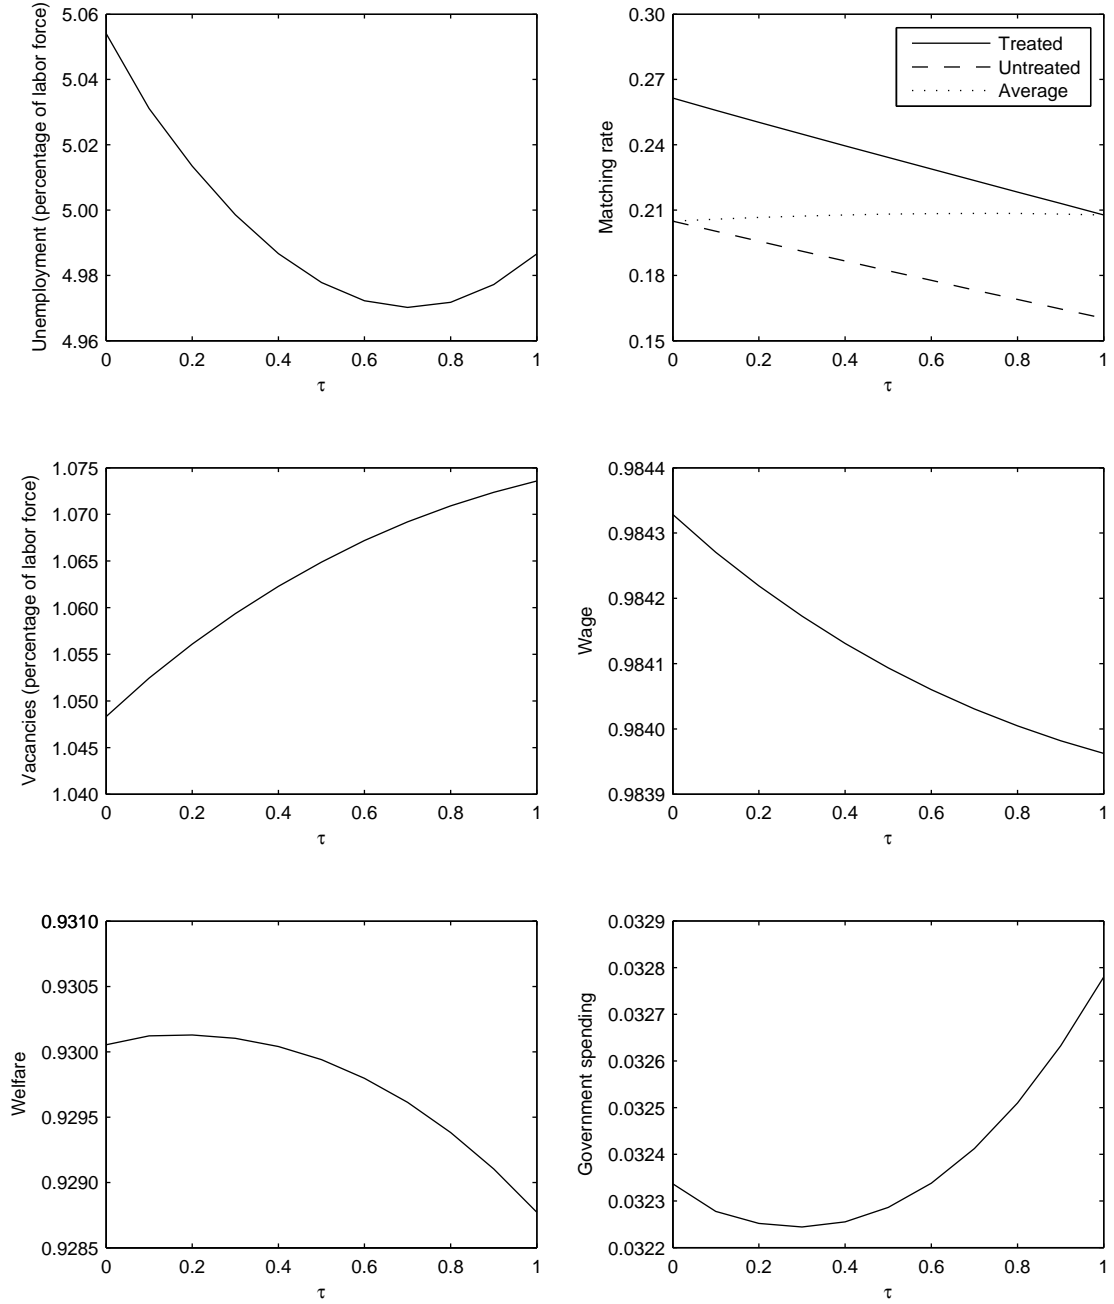 5.06
5.04
5.02
5.00
4.98
4.96
0 0.2 0.4 0.6 0.8 1
τ
Unemployment (percentage of labor force)
0.30
0.27
0.24
0.21
0.18
0.15
0 0.2 0.4 0.6 0.8 1
τ
Matching rate
Treated
Untreated
Average
1.075
1.070
1.065
1.060
1.055
1.050
1.045
1.040
0 0.2 0.4 0.6 0.8 1
τ
Vacancies (percentage of labor force)
0.9844
0.9843
0.9842
0.9841
0.9840
0.9839
0 0.2 0.4 0.6 0.8 1
τ
Wage
0.9310
0.9305
0.9300
0.9295
0.9290
0.9285
0 0.2 0.4 0.6 0.8 1
τ
Welfare
0.0329
0.0328
0.0327
0.0326
0.0325
0.0324
0.0323
0.0322
0 0.2 0.4 0.6 0.8 1
τ
Government spending